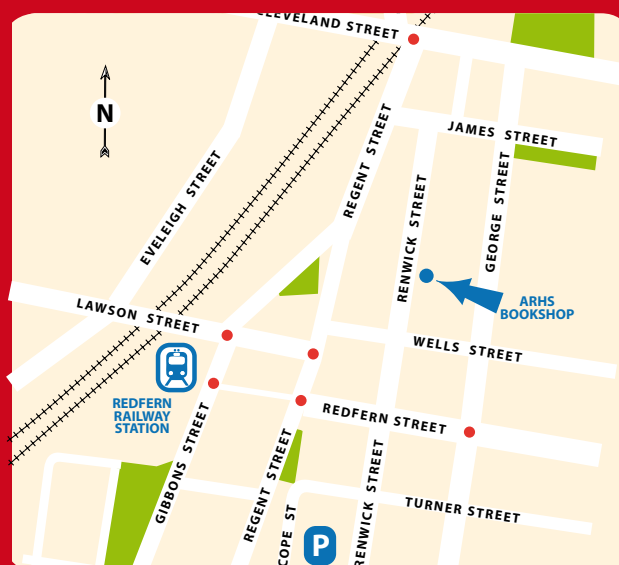 CLEVELAND STREET
N
JAMES STREET
REGENT STREET
EVELEIGH STREET
RENWICK STREET
GEORGE STREET
ARHS
BOOKSHOP
LAWSON STREET
WELLS STREET
REDFERN
RAILWAY
STATION
REDFERN STREET
GIBBONS STREET
REGENT STREET
RENWICK STREET
TURNER STREET
COPE ST
P